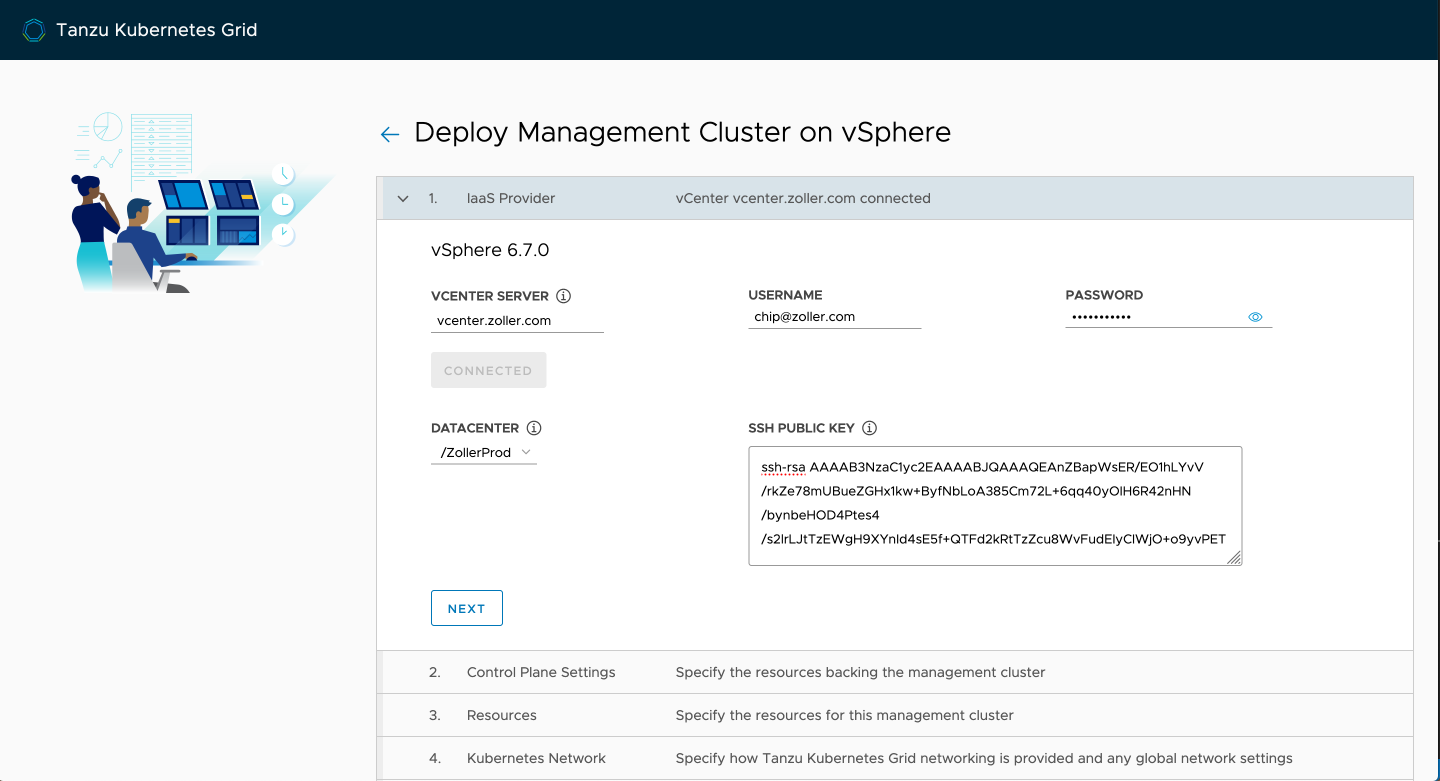 Tanzu Kubernetes Grid
Deploy Management Cluster on vSphere
1. IaaS Provider vCenter vcenter.zoller.com connected
vSphere 6.7.0
VCENTER SERVER USERNAME PASSWORD
vcenter.zoller.com chip@zoller.com •••••••••••
CONNECTED
DATACENTER SSH PUBLIC KEY
/ZollerProd
ssh-rsa AAAAB3NzaC1yc2EAAAABJQAAAQEAnZBapWsER/EO1hLYvV
/rkZe78mUBueZGHx1kw+ByfNbLoA385Cm72L+6qq40yOIH6R42nHN
/bynbeHOD4Ptes4
/s2lrLJtTzEWgH9XYnId4sE5f+QTFd2kRtTzZcu8WvFudEIyClWjO+o9yvPET
NEXT
2. Control Plane Settings Specify the resources backing the management cluster
3. Resources Specify the resources for this management cluster
4. Kubernetes Network Specify how Tanzu Kubernetes Grid networking is provided and any global network settings